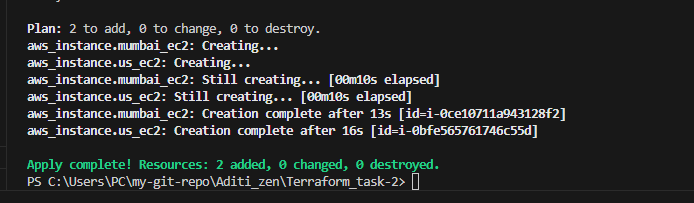 Plan: 2 to add, 0 to change, 0 to destroy.
aws_instance.mumbai_ec2: Creating...
aws_instance.us_ec2: Creating...
aws_instance.mumbai_ec2: Still creating... [00m10s elapsed]
aws_instance.us_ec2: Still creating... [00m10s elapsed]
aws_instance.mumbai_ec2: Creation complete after 13s [id=i-0ce10711a943128f2]
aws_instance.us_ec2: Creation complete after 16s [id=i-0bfe565761746c55d]
Apply complete! Resources: 2 added, 0 changed, 0 destroyed.
PS C:\Users\PC\my-git-repo\Aditi_zen\Terraform_task-2>